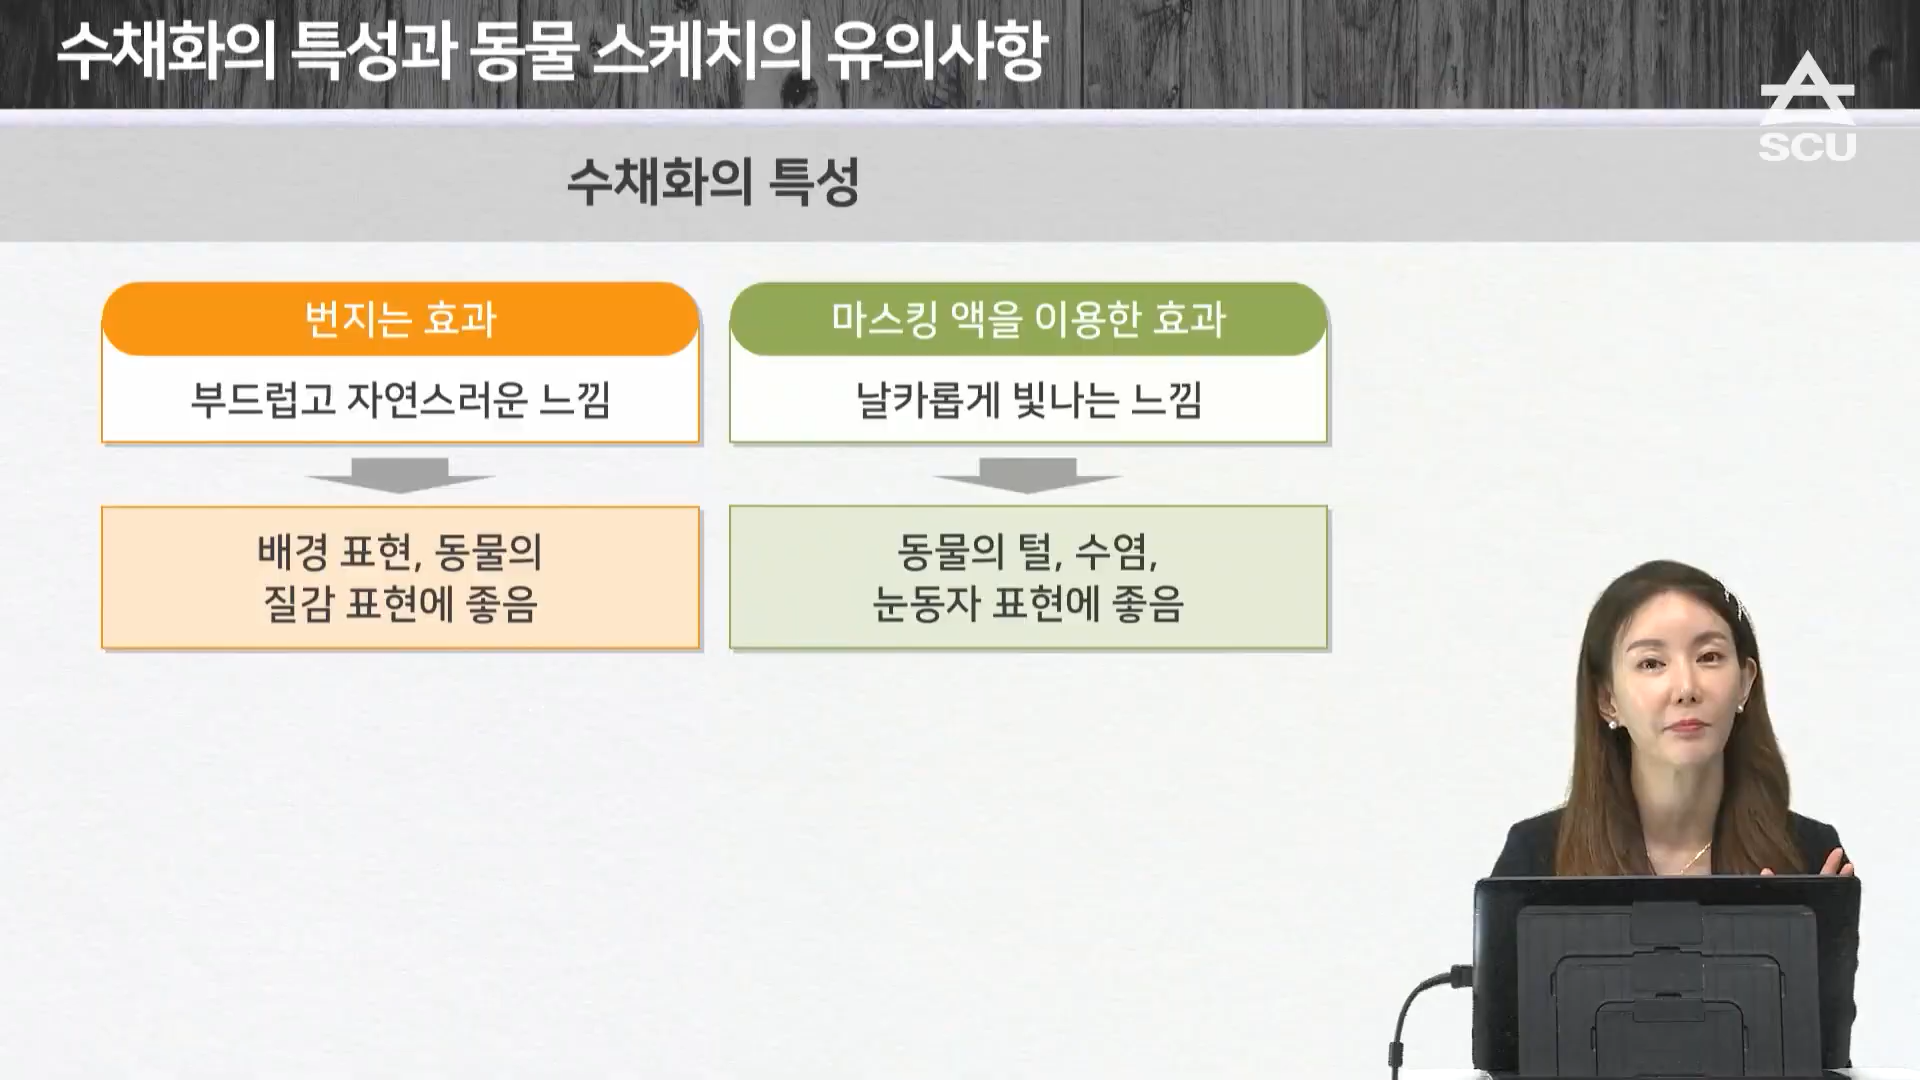 수채화의 특성과 동물 스케치의 유의사항
SCU
수채화의 특성
번지는 효과
부드럽고 자연스러운 느낌
배경 표현, 동물의
질감 표현에 좋음
마스킹 액을 이용한 효과
날카롭게 빛나는 느낌
동물의 털, 수염,
눈동자 표현에 좋음